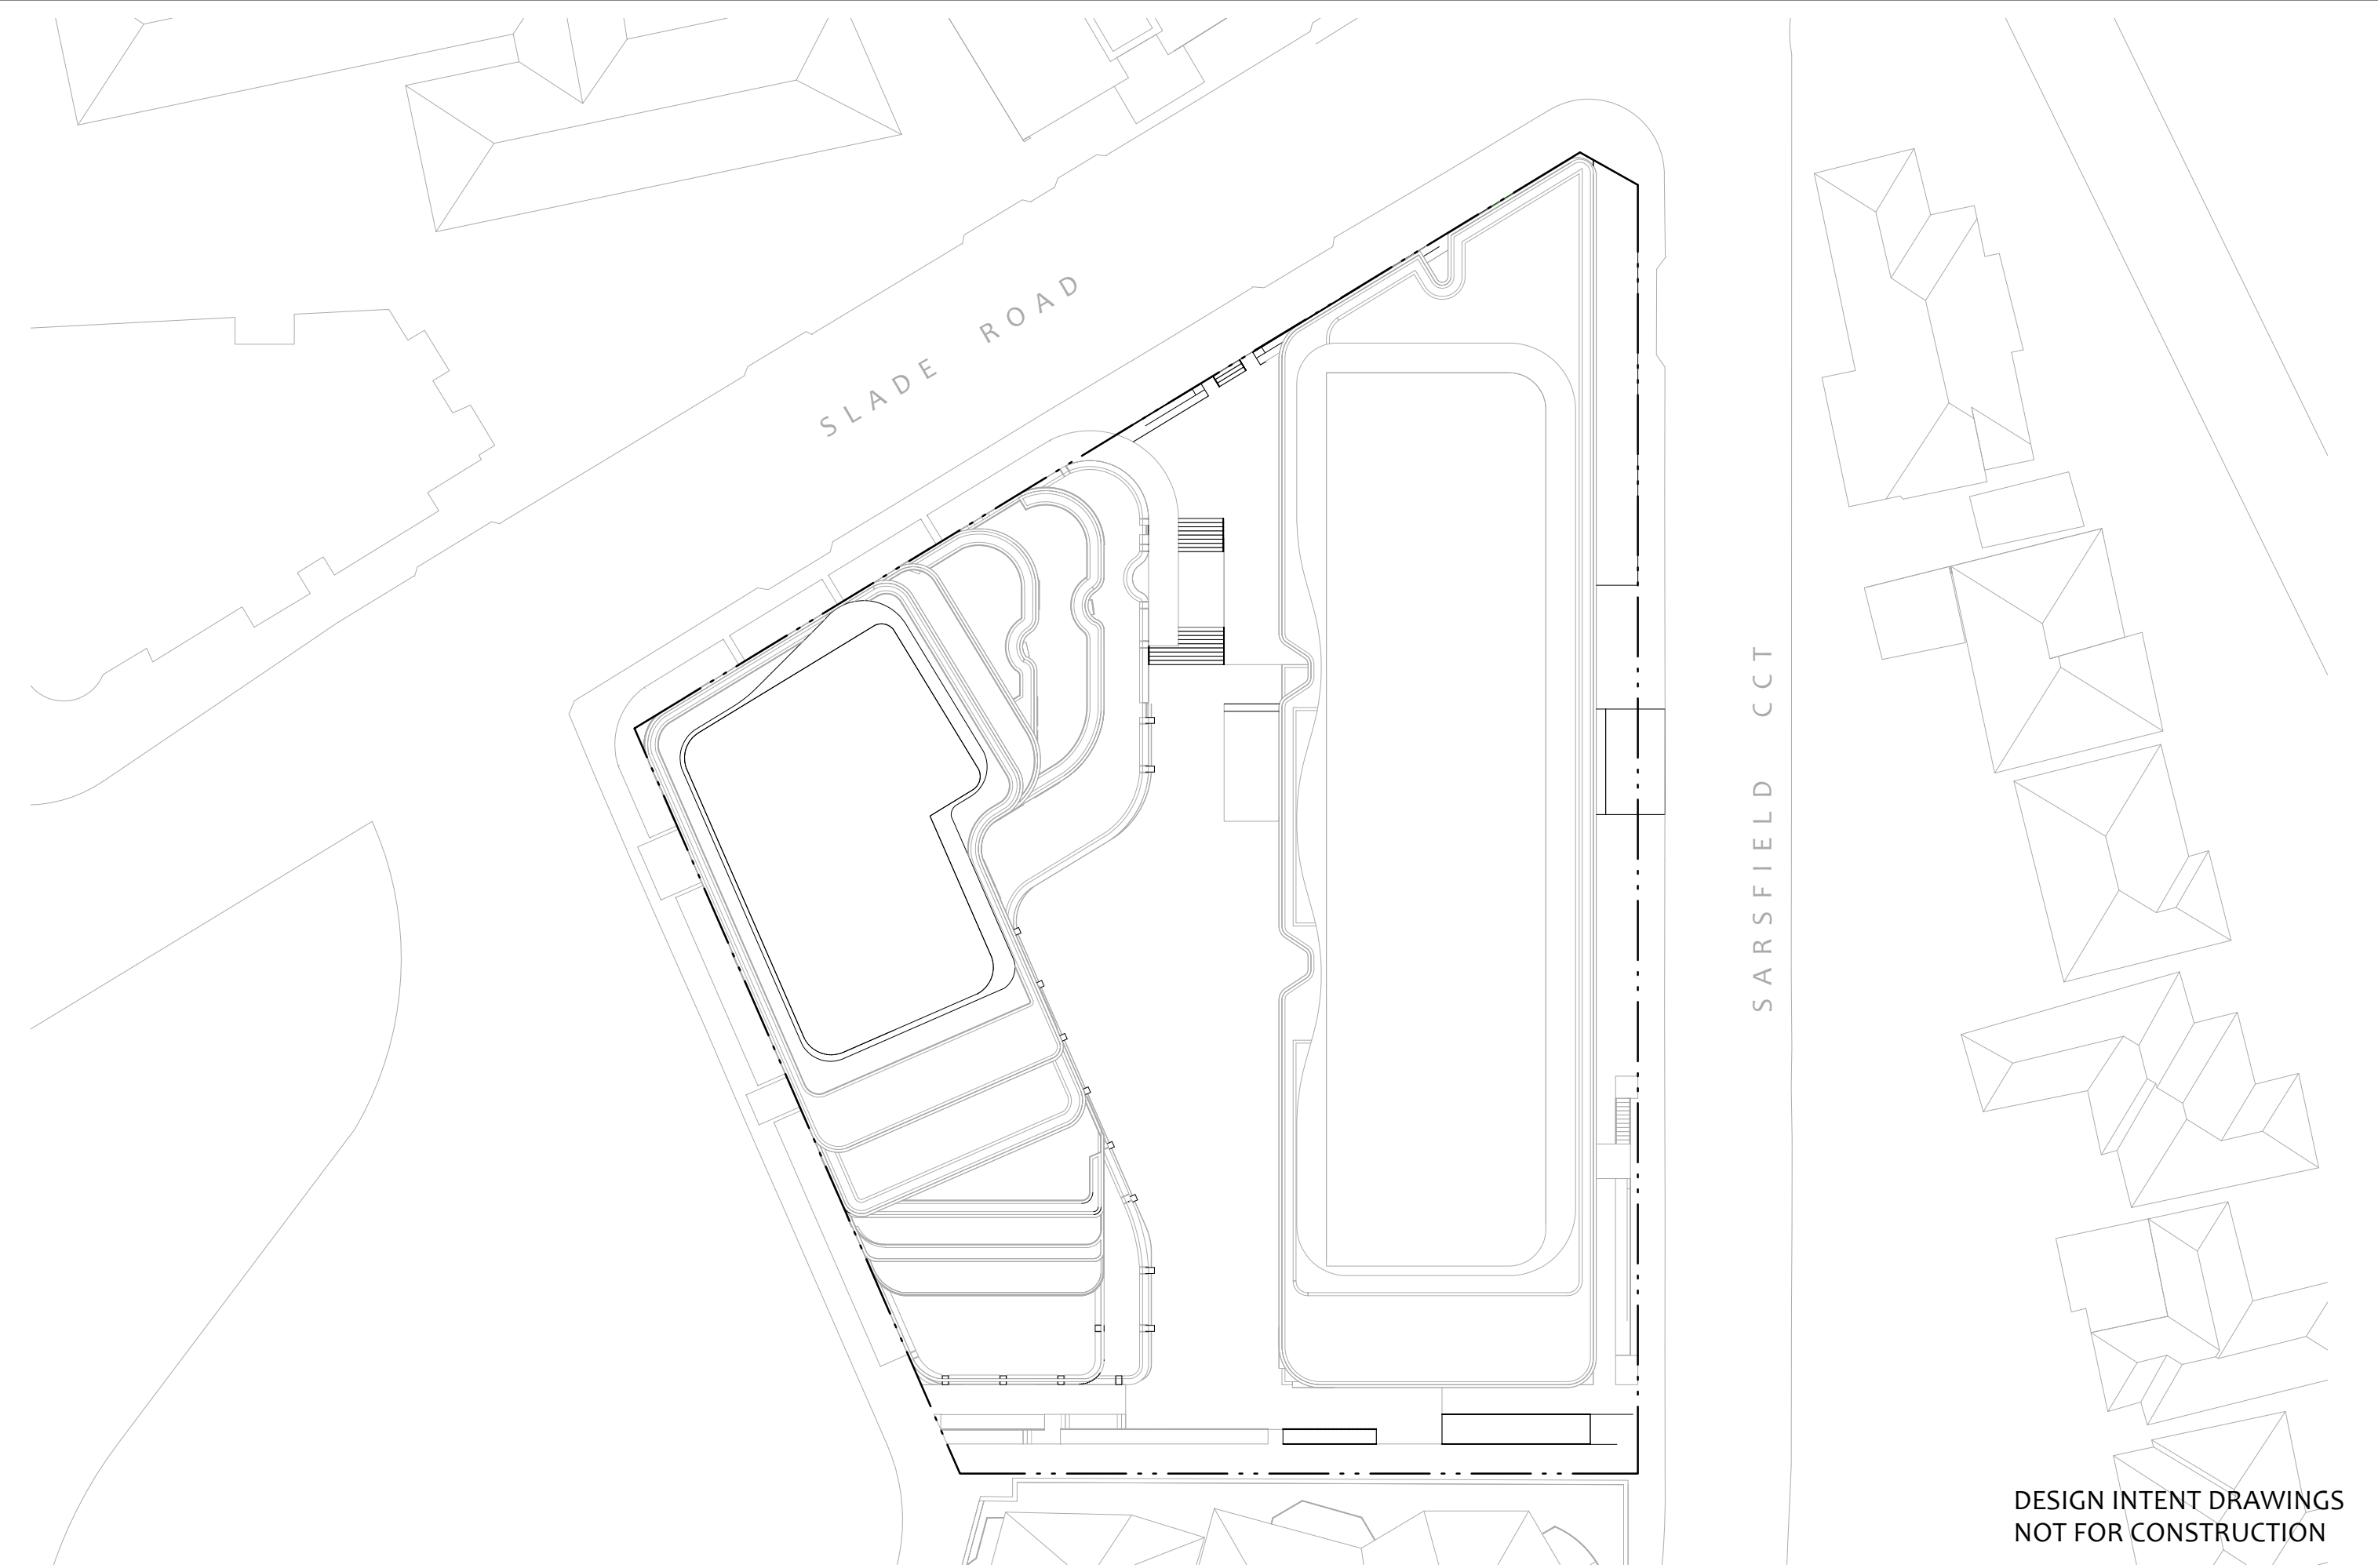 SLADE ROAD
SARSFIELD CCT
DESIGN INTENT DRAWINGS
NOT FOR CONSTRUCTION